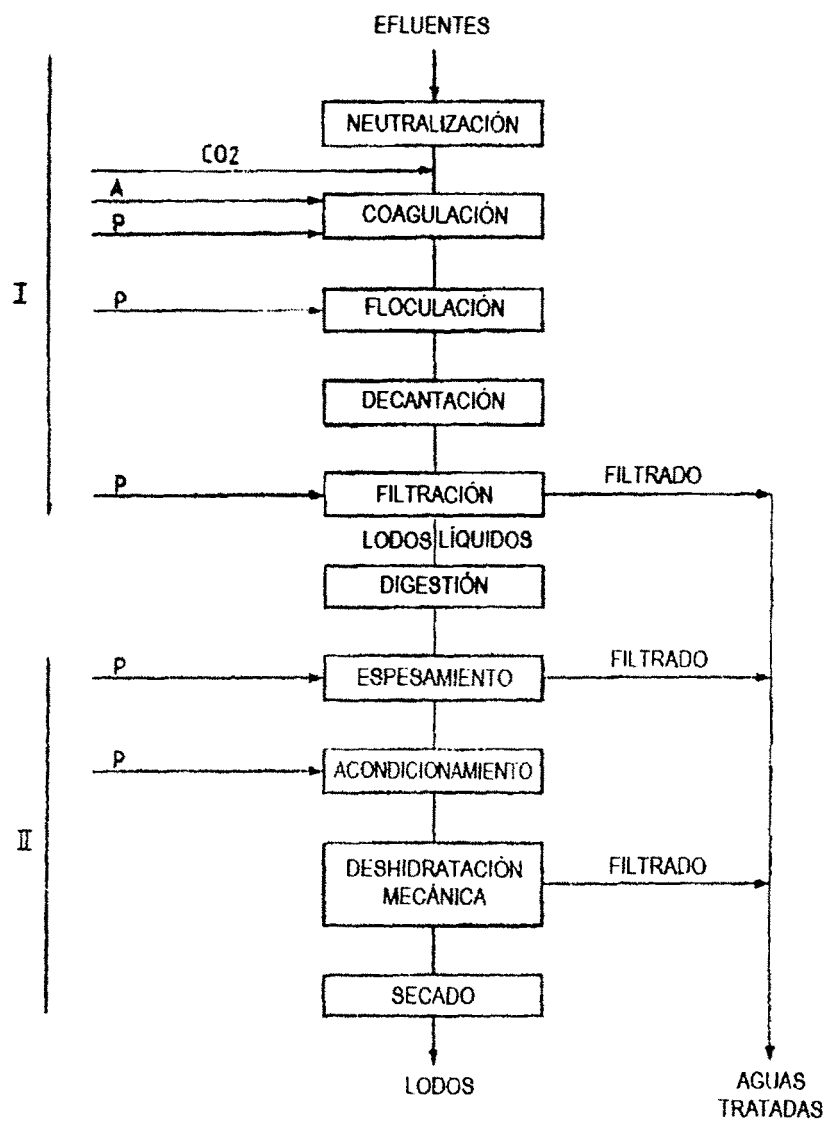 EFLUENTES
NEUTRALIZACIÓN
CO2
A
COAGULACIÓN
P
I
P
FLOCULACIÓN
DECANTACIÓN
P
FILTRACIÓN
FILTRADO
LODOS LÍQUIDOS
DIGESTIÓN
P
ESPESAMIENTO
FILTRADO
P
ACONDICIONAMIENTO
II
DESHIDRATACIÓN
MECÁNICA
FILTRADO
SECADO
LODOS
AGUAS
TRATADAS